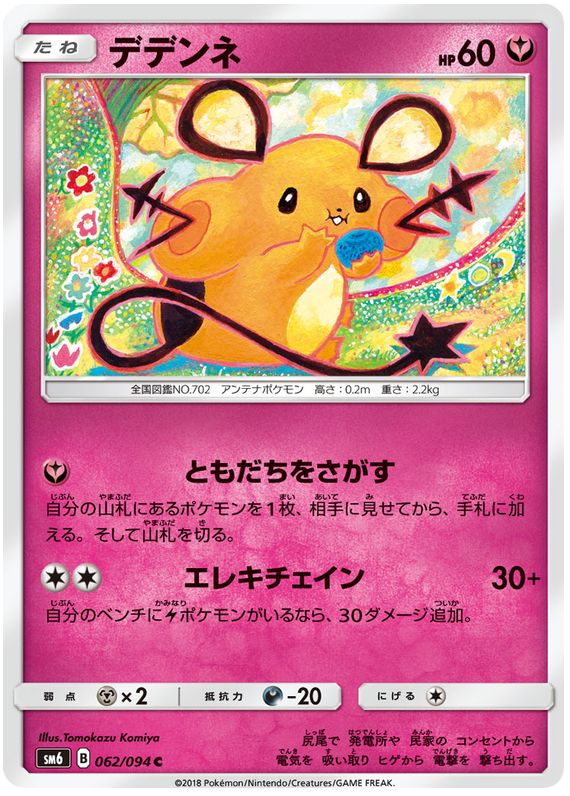 たね デデンネ HP60
全国図鑑NO.702 アンテナポケモン 高さ:0.2m 重さ:2.2kg
ともだちをさがす
自分の山札にあるポケモンを1枚、相手に見せてから、手札に加
える。そして山札を切る。
エレキチェイン 30+
自分のベンチにポケモンがいるなら、30ダメージ追加。
弱点 ×2 抵抗力 -20 にげる
Illus.Tomokazu Komiya
SM6 B 062/094 C
尻尾で 発電所や 民家の コンセントから
電気を 吸い取り ヒゲから 電撃を 撃ち出す。
©2018 Pokémon/Nintendo/Creatures/GAME FREAK.